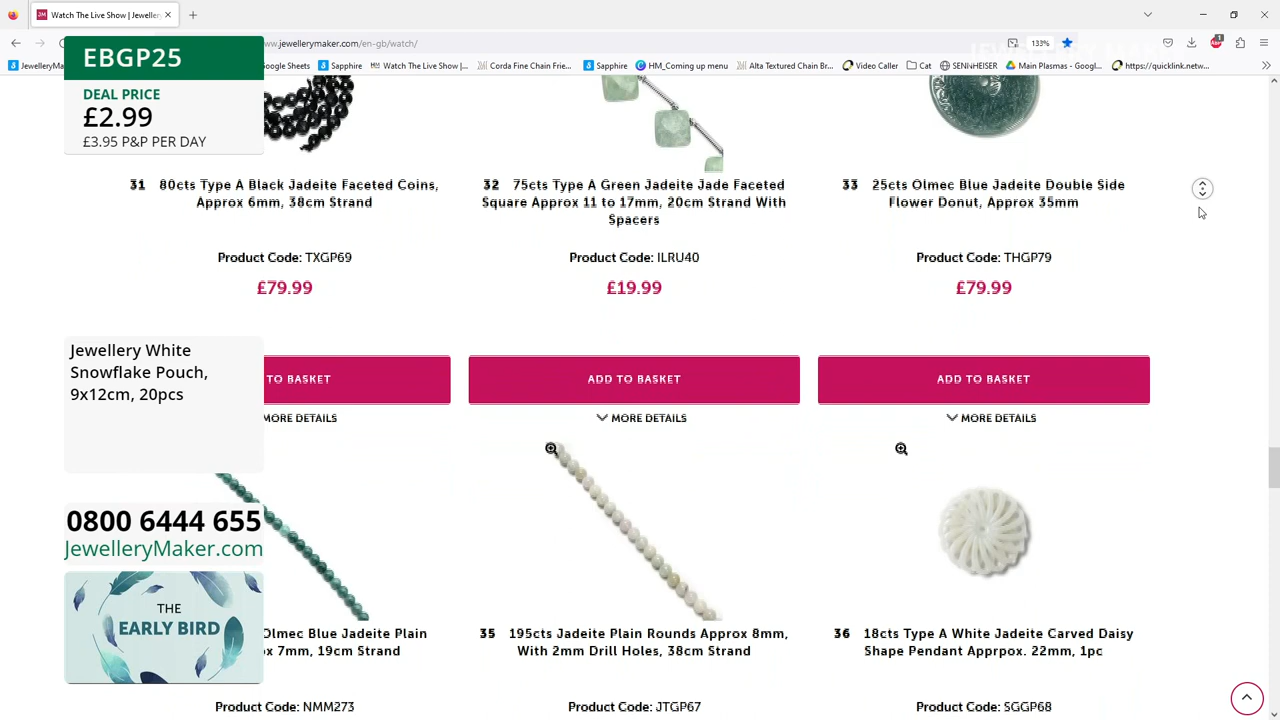 Watch The Live Show | Jeweller
ww.jewellerymaker.com/en-gb/watch/
133%
1
JewelleryMa
Google Sheets
Sapphire
Watch The Live Show |...
Corda Fine Chain Frie...
Sapphire
HM_Coming up menu
Alta Textured Chain Br...
Video Caller
Cat
SENNHEISER
Main Plasmas - Googl...
https://quicklink.netw...
EBGP25
DEAL PRICE
£2.99
£3.95 P&P PER DAY
31 80cts Type A Black Jadeite Faceted Coins,
Approx 6mm, 38cm Strand
Product Code: TXGP69
£79.99
TO BASKET
MORE DETAILS
32 75cts Type A Green Jadeite Jade Faceted
Square Approx 11 to 17mm, 20cm Strand With
Spacers
Product Code: ILRU40
£19.99
ADD TO BASKET
MORE DETAILS
33 25cts Olmec Blue Jadeite Double Side
Flower Donut, Approx 35mm
Product Code: THGP79
£79.99
ADD TO BASKET
MORE DETAILS
Jewellery White
Snowflake Pouch,
9x12cm, 20pcs
0800 6444 655
JewelleryMaker.com
THE
EARLY BIRD
Olmec Blue Jadeite Plain
x 7mm, 19cm Strand
Product Code: NMM273
35 195cts Jadeite Plain Rounds Approx 8mm,
With 2mm Drill Holes, 38cm Strand
Product Code: JTGP67
36 18cts Type A White Jadeite Carved Daisy
Shape Pendant Apprpox. 22mm, 1pc
Product Code: SGGP68